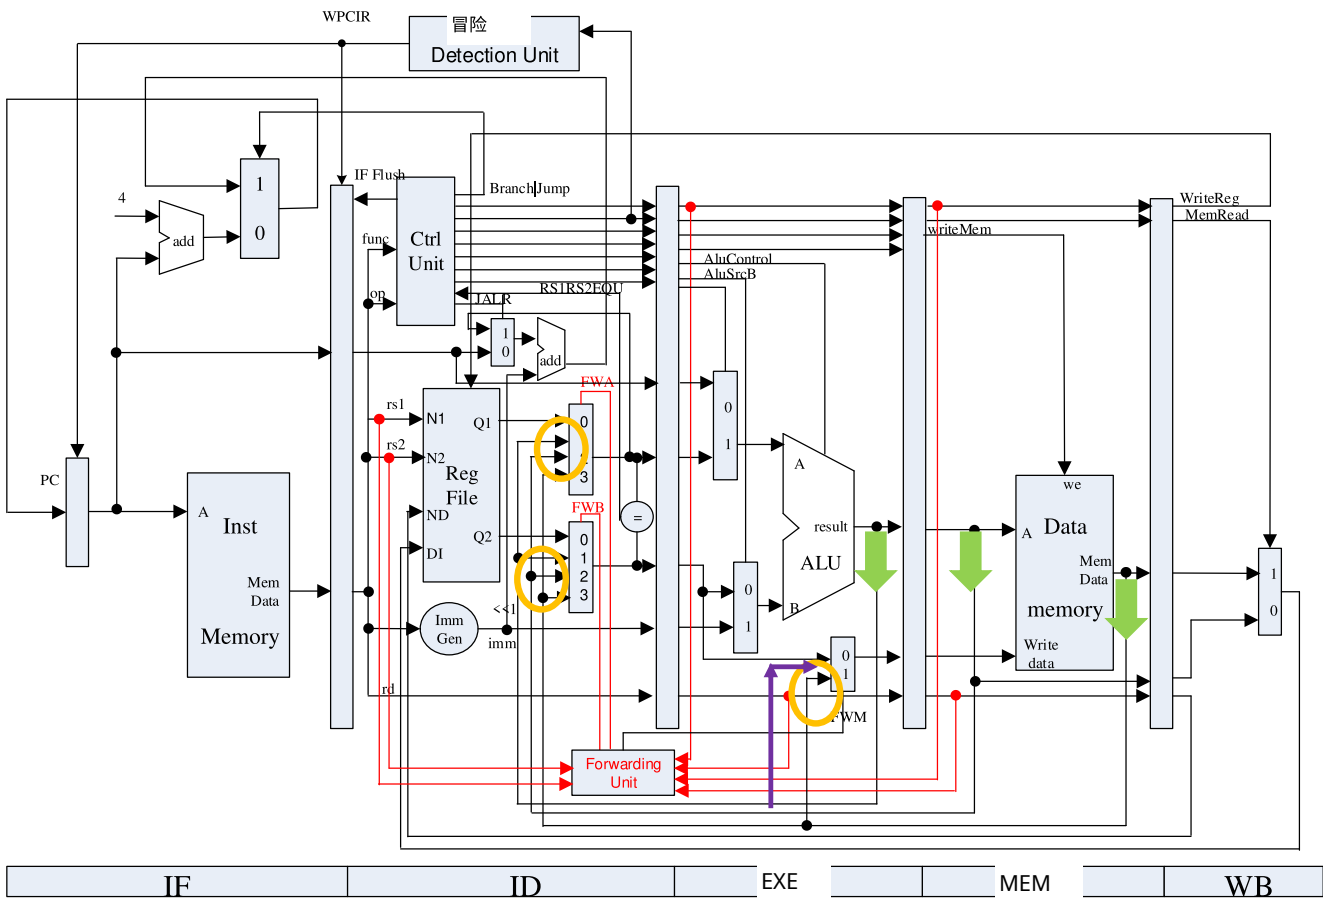 WPCIR
冒险
Detection Unit
IF Flush
Branch Jump
WriteReg
MemRead
4
1
0
add
func
Ctrl
Unit
op
writeMem
AluControl
AluSrcB
RS1RS2EQU
JALR
1
0
add
FWA
rs1
N1
Q1
0
2
3
rs2
N2
Reg
File
ND
Q2
DI
FWB
0
1
2
3
=
0
1
A
result
ALU
B
0
1
PC
A
Inst
Mem
Data
Memory
Imm
Gen
<<1
imm
rd
0
1
FWM
we
A
Data
Mem
Data
memory
Write
data
1
0
Forwarding
Unit
IF
ID
EXE
MEM
WB